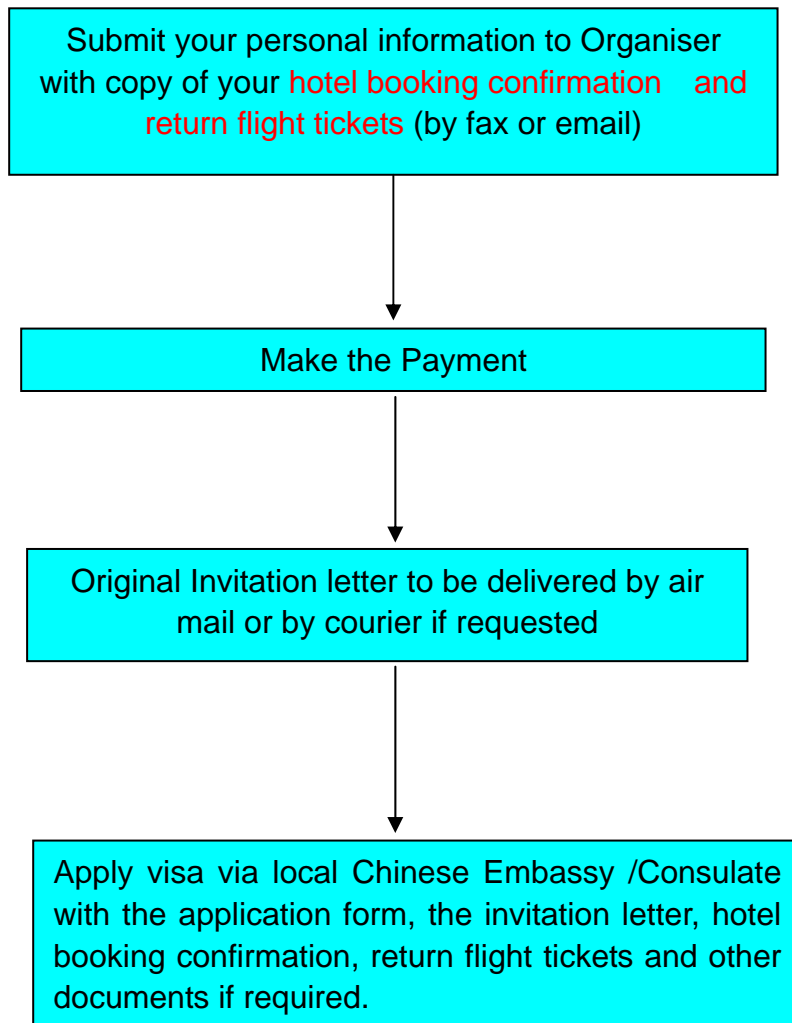 Submit your personal information to Organiser
with copy of your hotel booking confirmation and
return flight tickets (by fax or email)
Make the Payment
Original Invitation letter to be delivered by air
mail or by courier if requested
Apply visa via local Chinese Embassy /Consulate
with the application form, the invitation letter, hotel
booking confirmation, return flight tickets and other
documents if required.